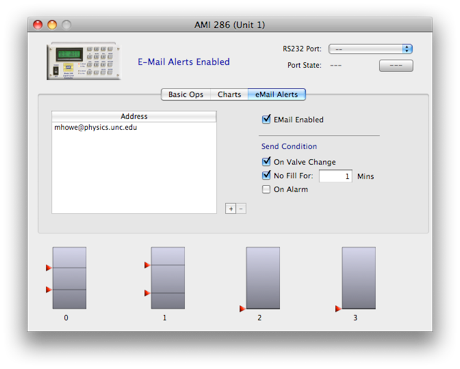 AMI 286 (Unit 1)
E-Mail Alerts Enabled
RS232 Port: --
Port State: --- ---
Basic Ops Charts eMail Alerts
Address
mhowe@physics.unc.edu
EMail Enabled
Send Condition
On Valve Change
No Fill For: 1 Mins
On Alarm
+ -
0 1 2 3